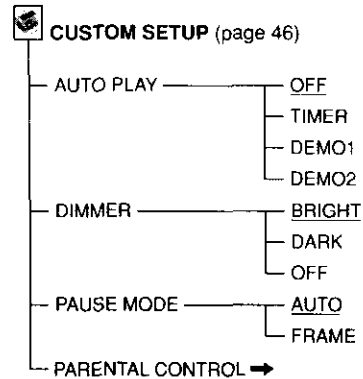 CUSTOM SETUP (page 46)
AUTO PLAY OFF
TIMER
DEMO1
DEMO2
DIMMER BRIGHT
DARK
OFF
PAUSE MODE AUTO
FRAME
PARENTAL CONTROL ➡